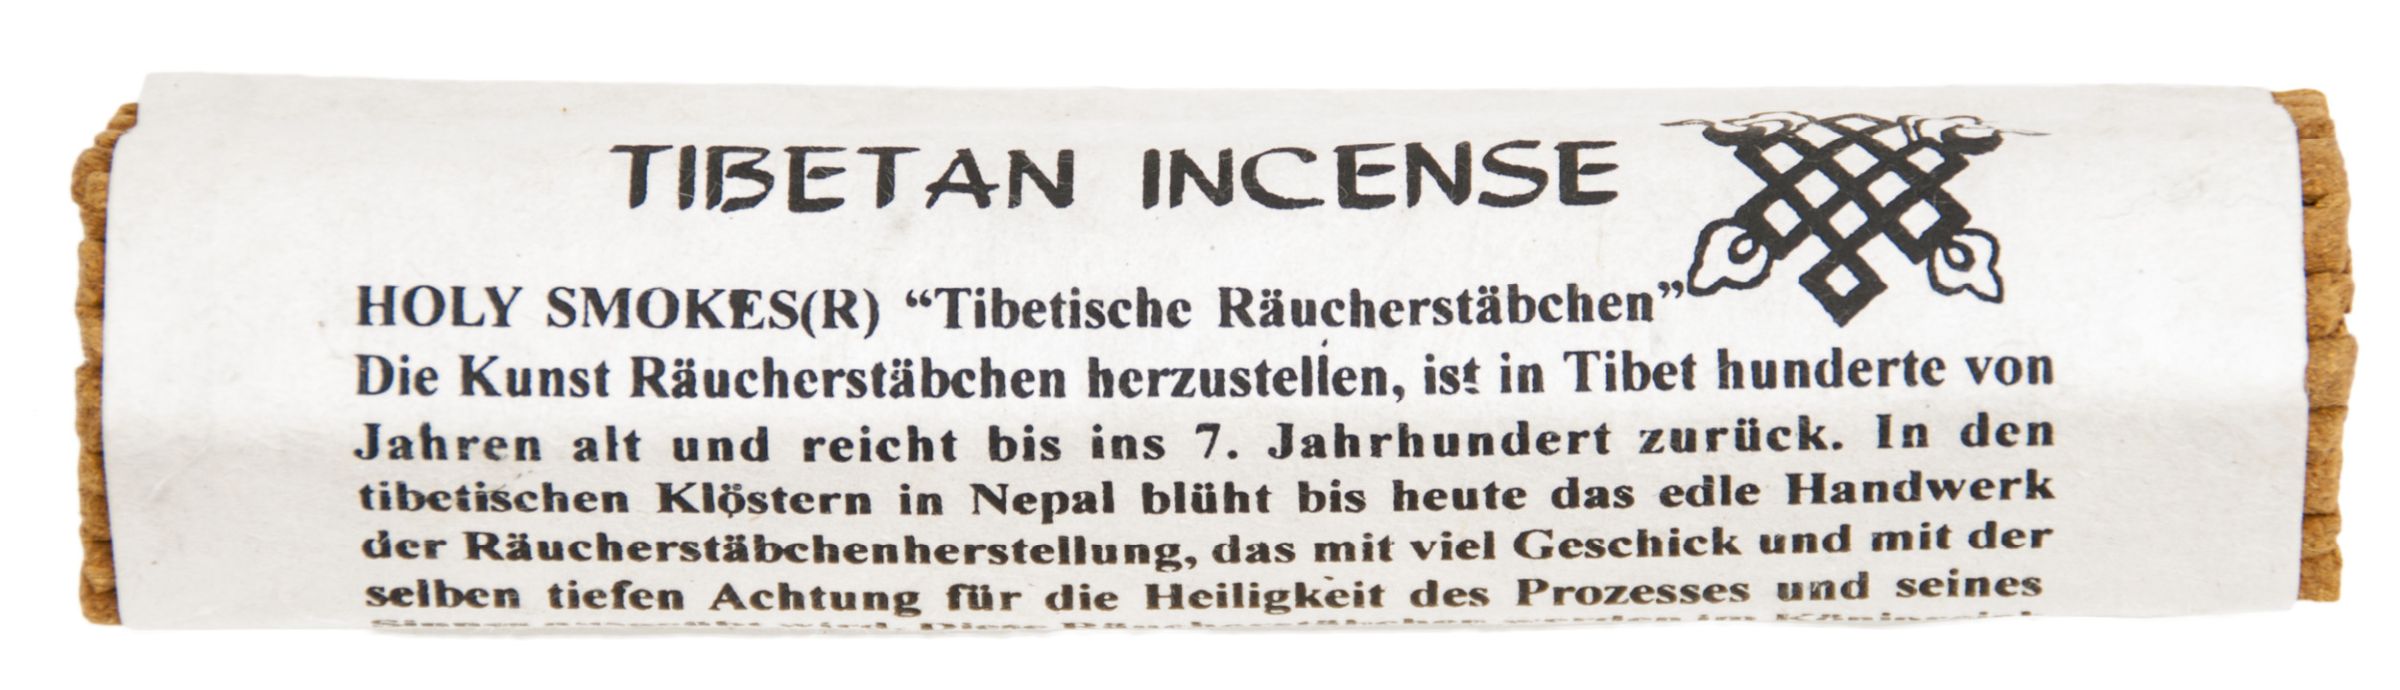 TIBETAN INCENSE
HOLY SMOKES(R) “Tibetische Räucherstäbchen”
Die Kunst Räucherstäbchen herzustellen, ist in Tibet hunderte von
Jahren alt und reicht bis ins 7. Jahrhundert zurück. In den
tibetischen Klöstern in Nepal blüht bis heute das edle Handwerk
der Räucherstäbchenherstellung, das mit viel Geschick und mit der
selben tiefen Achtung für die Heiligkeit des Prozesses und seines